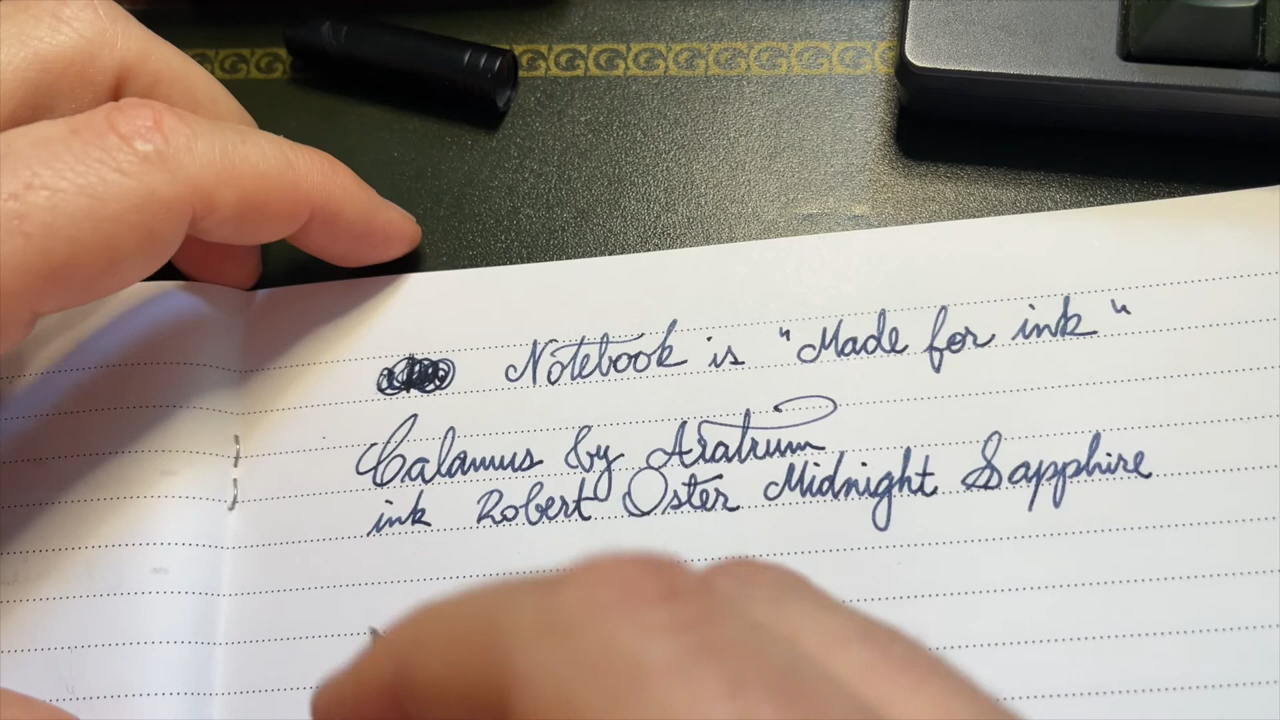 Notebook is "Made for ink"
Calamus by Aratrum
ink Robert Oster Midnight Sapphire